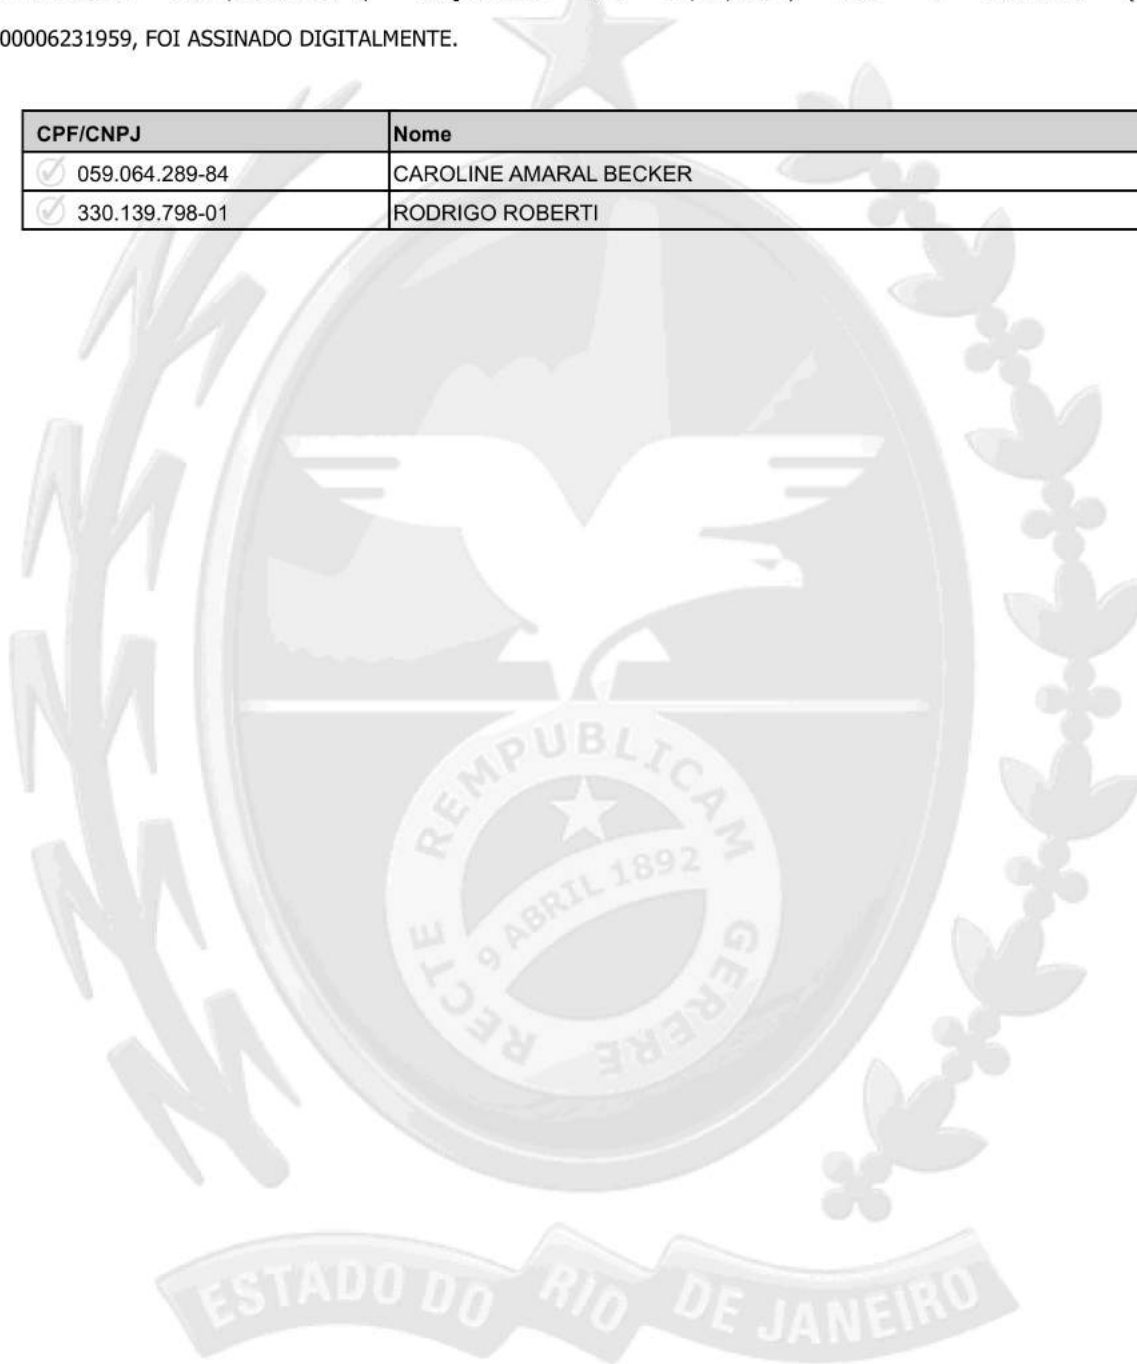 00006231959, FOI ASSINADO DIGITALMENTE.
CPF/CNPJ Nome
059.064.289-84 CAROLINE AMARAL BECKER
330.139.798-01 RODRIGO ROBERTI
RECTE REMPUBLICAM GERERE
9 ABRIL 1892
ESTADO DO RIO DE JANEIRO